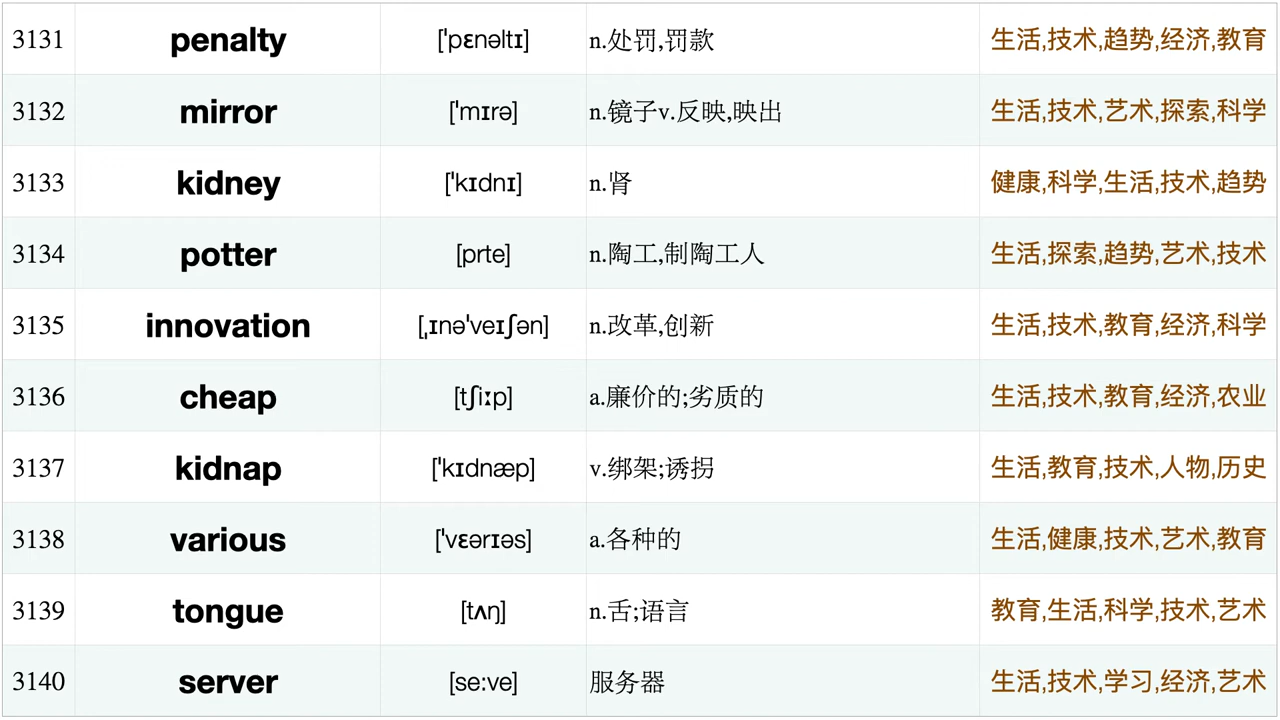 3131 penalty ['pɛnəltɪ] n.处罚,罚款 生活,技术,趋势,经济,教育
3132 mirror ['mɪrə] n.镜子v.反映,映出 生活,技术,艺术,探索,科学
3133 kidney ['kɪdnɪ] n.肾 健康,科学,生活,技术,趋势
3134 potter [prte] n.陶工,制陶工人 生活,探索,趋势,艺术,技术
3135 innovation [ˌɪnə'veɪʃən] n.改革,创新 生活,技术,教育,经济,科学
3136 cheap [tʃiːp] a.廉价的;劣质的 生活,技术,教育,经济,农业
3137 kidnap ['kɪdnæp] v.绑架;诱拐 生活,教育,技术,人物,历史
3138 various ['vɛərɪəs] a.各种的 生活,健康,技术,艺术,教育
3139 tongue [tʌŋ] n.舌;语言 教育,生活,科学,技术,艺术
3140 server [se:ve] 服务器 生活,技术,学习,经济,艺术